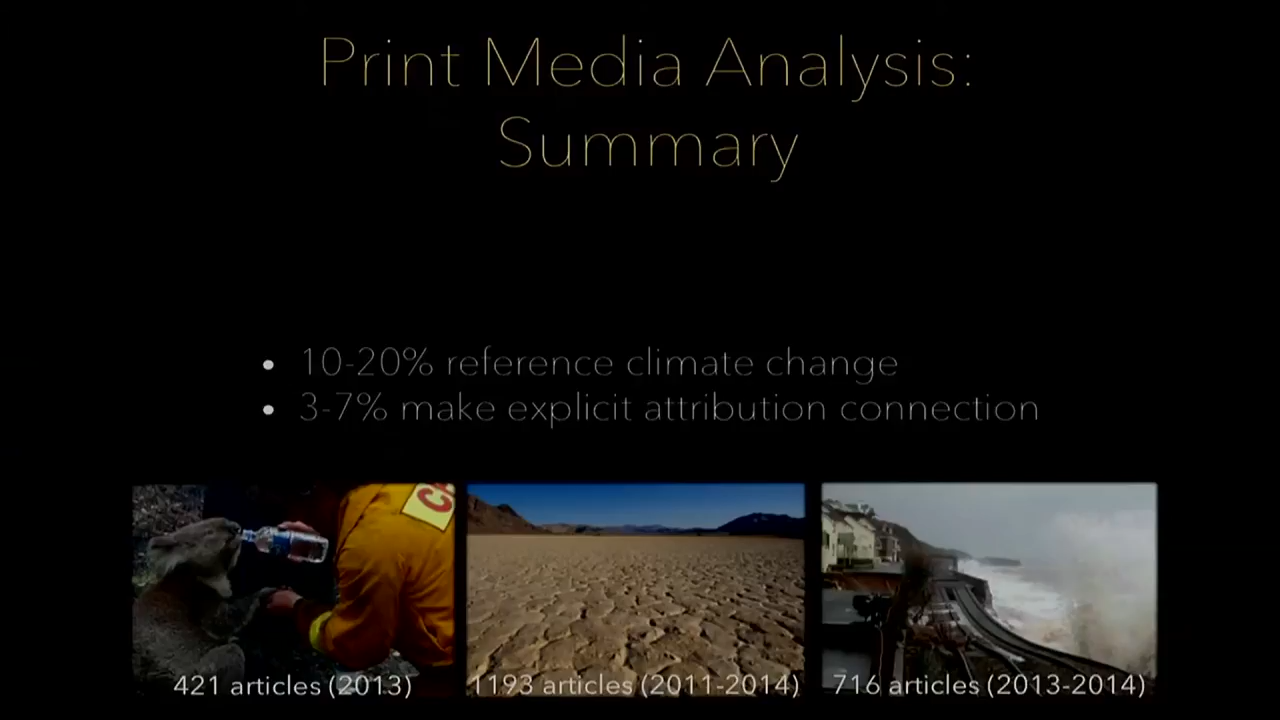 Print Media Analysis:
Summary
• 10-20% reference climate change
• 3-7% make explicit attribution connection
421 articles (2013)
1193 articles (2011-2014)
716 articles (2013-2014)